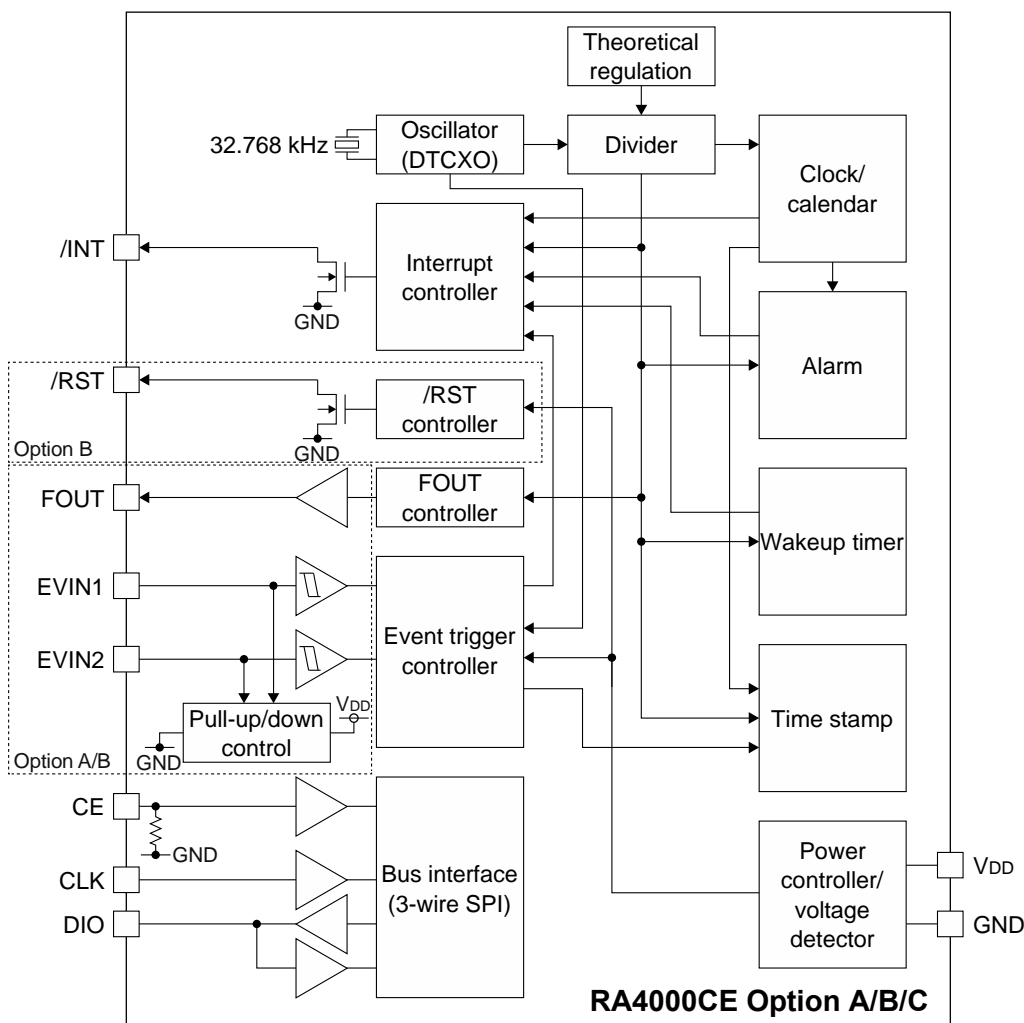 Theoretical
regulation
32.768 kHz
Oscillator
(DTCXO)
Divider
Clock/
calendar
/INT
GND
Interrupt
controller
Alarm
/RST
GND
/RST
controller
Option B
FOUT
FOUT
controller
Wakeup timer
EVIN1
EVIN2
Event trigger
controller
Pull-up/down
control
VDD
GND
Option A/B
Time stamp
CE
GND
CLK
DIO
Bus interface
(3-wire SPI)
Power
controller/
voltage
detector
VDD
GND
RA4000CE Option A/B/C